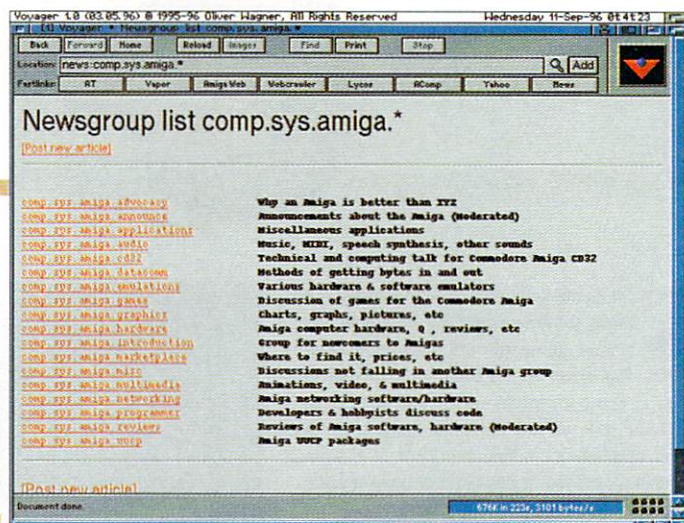 Voyager 1.0 (03.05.96) © 1995-96 Oliver Wagner, All Rights Reserved Wednesday 11-Sep-96 01:41:23
[1] Voyager • Newsgroup list comp.sys.amiga.*
Back Forward Home Reload Images Find Print Stop
Location: news:comp.sys.amiga.* Add
Fastlinks: AT Vapor AmigaWeb Webcrawler Lycos AComp Yahoo News
Newsgroup list comp.sys.amiga.*
[Post new article]
comp.sys.amiga.advocacy Why an Amiga is better than XYZ
comp.sys.amiga.announce Announcements about the Amiga (Moderated)
comp.sys.amiga.applications Miscellaneous applications
comp.sys.amiga.audio Music, MIDI, speech synthesis, other sounds
comp.sys.amiga.cd32 Technical and computing talk for Commodore Amiga CD32
comp.sys.amiga.datacomm Methods of getting bytes in and out
comp.sys.amiga.emulations Various hardware & software emulators
comp.sys.amiga.games Discussion of games for the Commodore Amiga
comp.sys.amiga.graphics Charts, graphs, pictures, etc
comp.sys.amiga.hardware Amiga computer hardware, Q , reviews, etc
comp.sys.amiga.introduction Group for newcomers to Amigas
comp.sys.amiga.marketplace Where to find it, prices, etc
comp.sys.amiga.misc Discussions not falling in another Amiga group
comp.sys.amiga.multimedia Animations, video, & multimedia
comp.sys.amiga.networking Amiga networking software/hardware
comp.sys.amiga.programmer Developers & hobbyists discuss code
comp.sys.amiga.reviews Reviews of Amiga software, hardware (Moderated)
comp.sys.amiga.uucp Amiga UUCP packages
[Post new article]
Document done. 676K in 223s, 3101 bytes/s